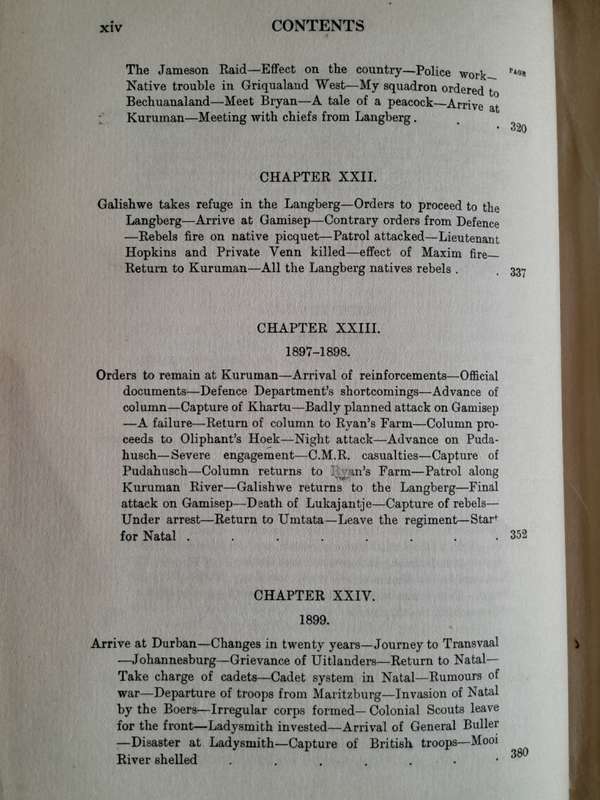 xiv CONTENTS
PAGE
The Jameson Raid—Effect on the country—Police work—
Native trouble in Griqualand West—My squadron ordered to
Bechuanaland—Meet Bryan—A tale of a peacock—Arrive at
Kuruman—Meeting with chiefs from Langberg . . . 320
CHAPTER XXII.
Galishwe takes refuge in the Langberg—Orders to proceed to the
Langberg—Arrive at Gamisep—Contrary orders from Defence
—Rebels fire on native picquet—Patrol attacked—Lieutenant
Hopkins and Private Venn killed—effect of Maxim fire—
Return to Kuruman—All the Langberg natives rebels . . 337
CHAPTER XXIII.
1897–1898.
Orders to remain at Kuruman—Arrival of reinforcements—Official
documents—Defence Department's shortcomings—Advance of
column—Capture of Khartu—Badly planned attack on Gamisep
—A failure—Return of column to Ryan's Farm—Column pro-
ceeds to Oliphant's Hoek—Night attack—Advance on Puda-
husch—Severe engagement—C.M.R. casualties—Capture of
Pudahusch—Column returns to Ryan's Farm—Patrol along
Kuruman River—Galishwe returns to the Langberg—Final
attack on Gamisep—Death of Lukajantje—Capture of rebels—
Under arrest—Return to Umtata—Leave the regiment—Start
for Natal . . . . . . . . 352
CHAPTER XXIV.
1899.
Arrive at Durban—Changes in twenty years—Journey to Transvaal
—Johannesburg—Grievance of Uitlanders—Return to Natal—
Take charge of cadets—Cadet system in Natal—Rumours of
war—Departure of troops from Maritzburg—Invasion of Natal
by the Boers—Irregular corps formed—Colonial Scouts leave
for the front—Ladysmith invested—Arrival of General Buller
—Disaster at Ladysmith—Capture of British troops—Mooi
River shelled . . . . . . . 380